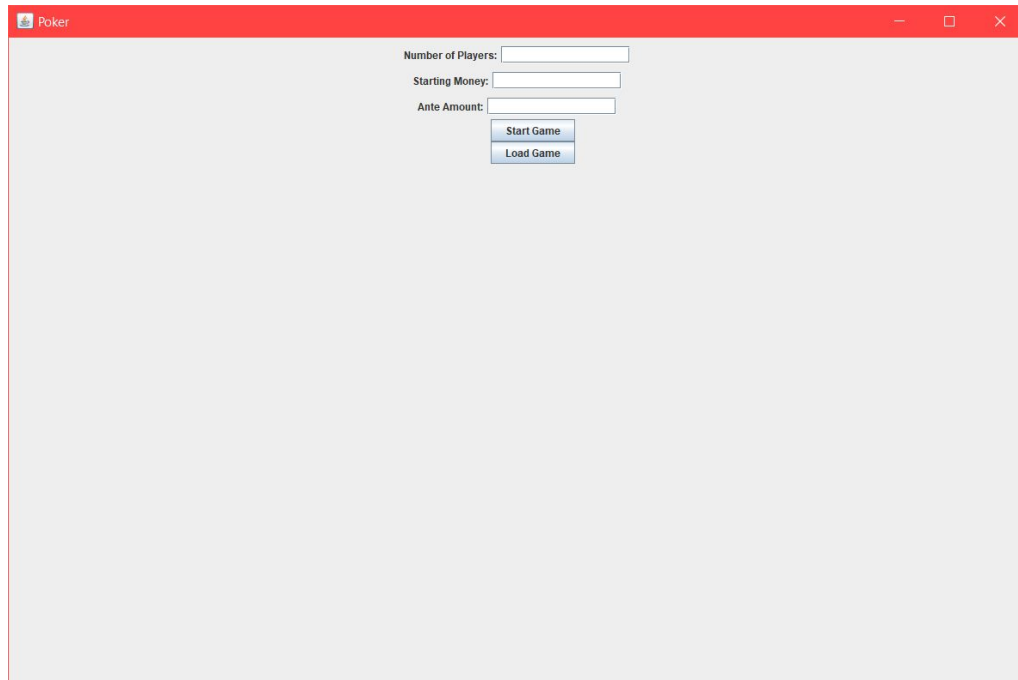 Poker
Number of Players:
Starting Money:
Ante Amount:
Start Game
Load Game